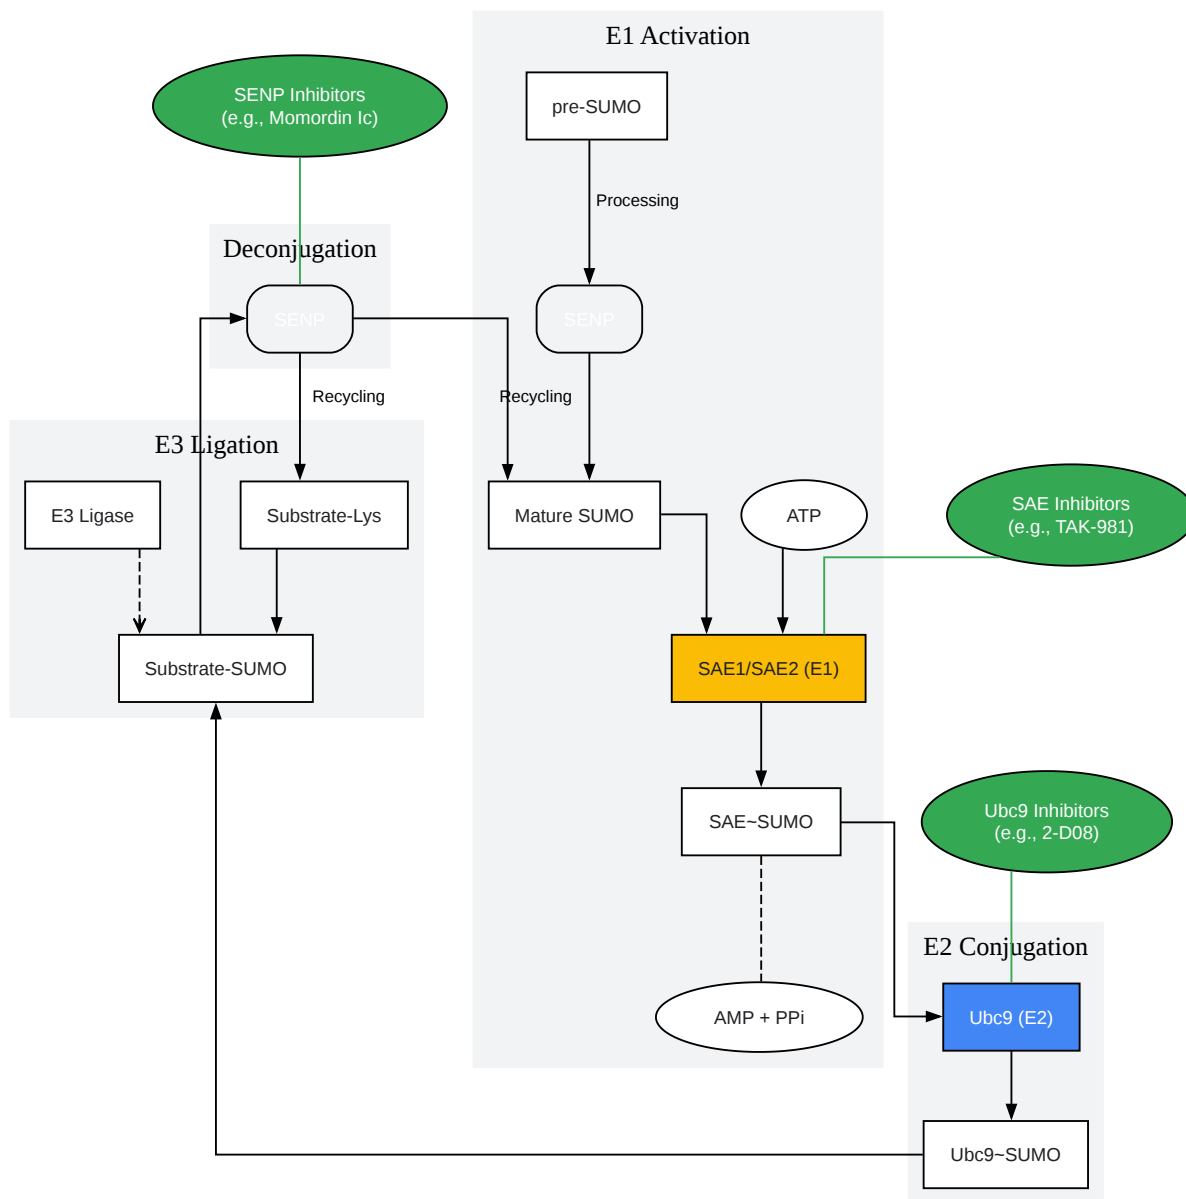 E1 Activation
SENP Inhibitors
(e.g., Momordin Ic)
pre-SUMO
Processing
Deconjugation
SENP
SENP
Recycling
Recycling
E3 Ligation
E3 Ligase
Substrate-Lys
Mature SUMO
ATP
SAE Inhibitors
(e.g., TAK-981)
Substrate-SUMO
SAE1/SAE2 (E1)
SAE~SUMO
Ubc9 Inhibitors
(e.g., 2-D08)
E2 Conjugation
AMP + PPi
Ubc9 (E2)
Ubc9~SUMO